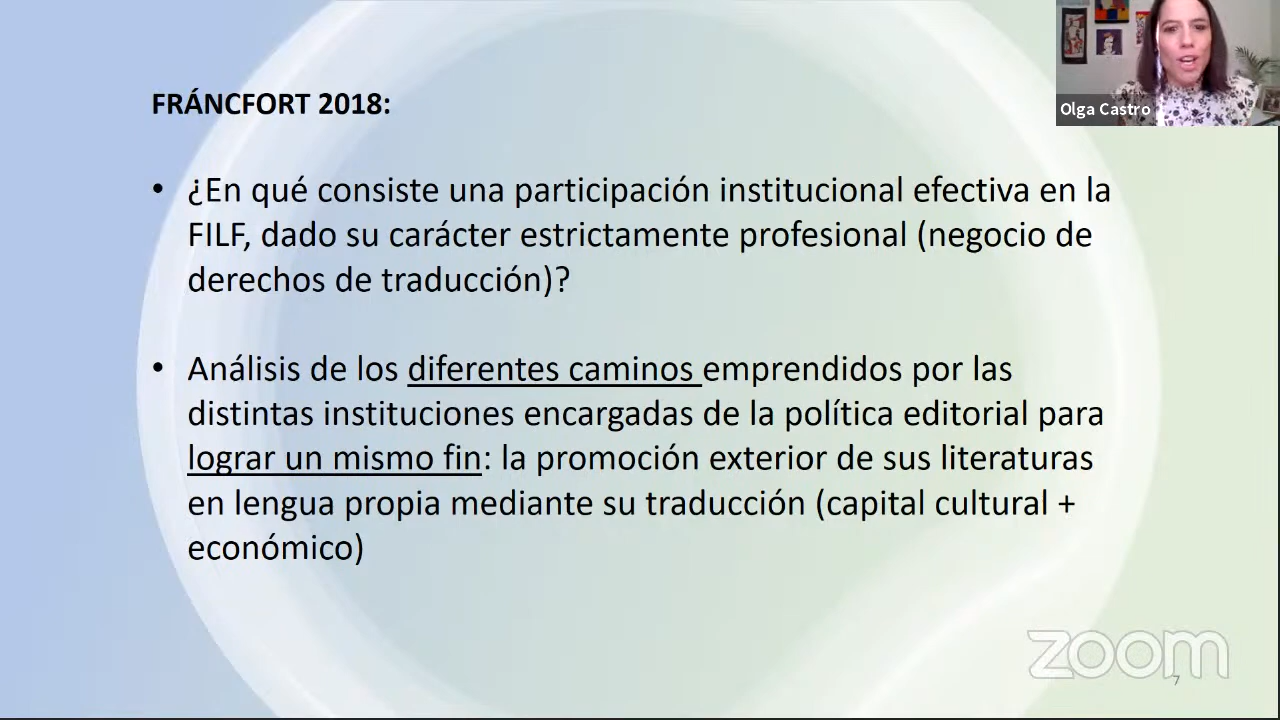 FRÁNCFORT 2018:
• ¿En qué consiste una participación institucional efectiva en la
FILF, dado su carácter estrictamente profesional (negocio de
derechos de traducción)?
• Análisis de los diferentes caminos emprendidos por las
distintas instituciones encargadas de la política editorial para
lograr un mismo fin: la promoción exterior de sus literaturas
en lengua propia mediante su traducción (capital cultural +
económico)
Olga Castro
zoom
7